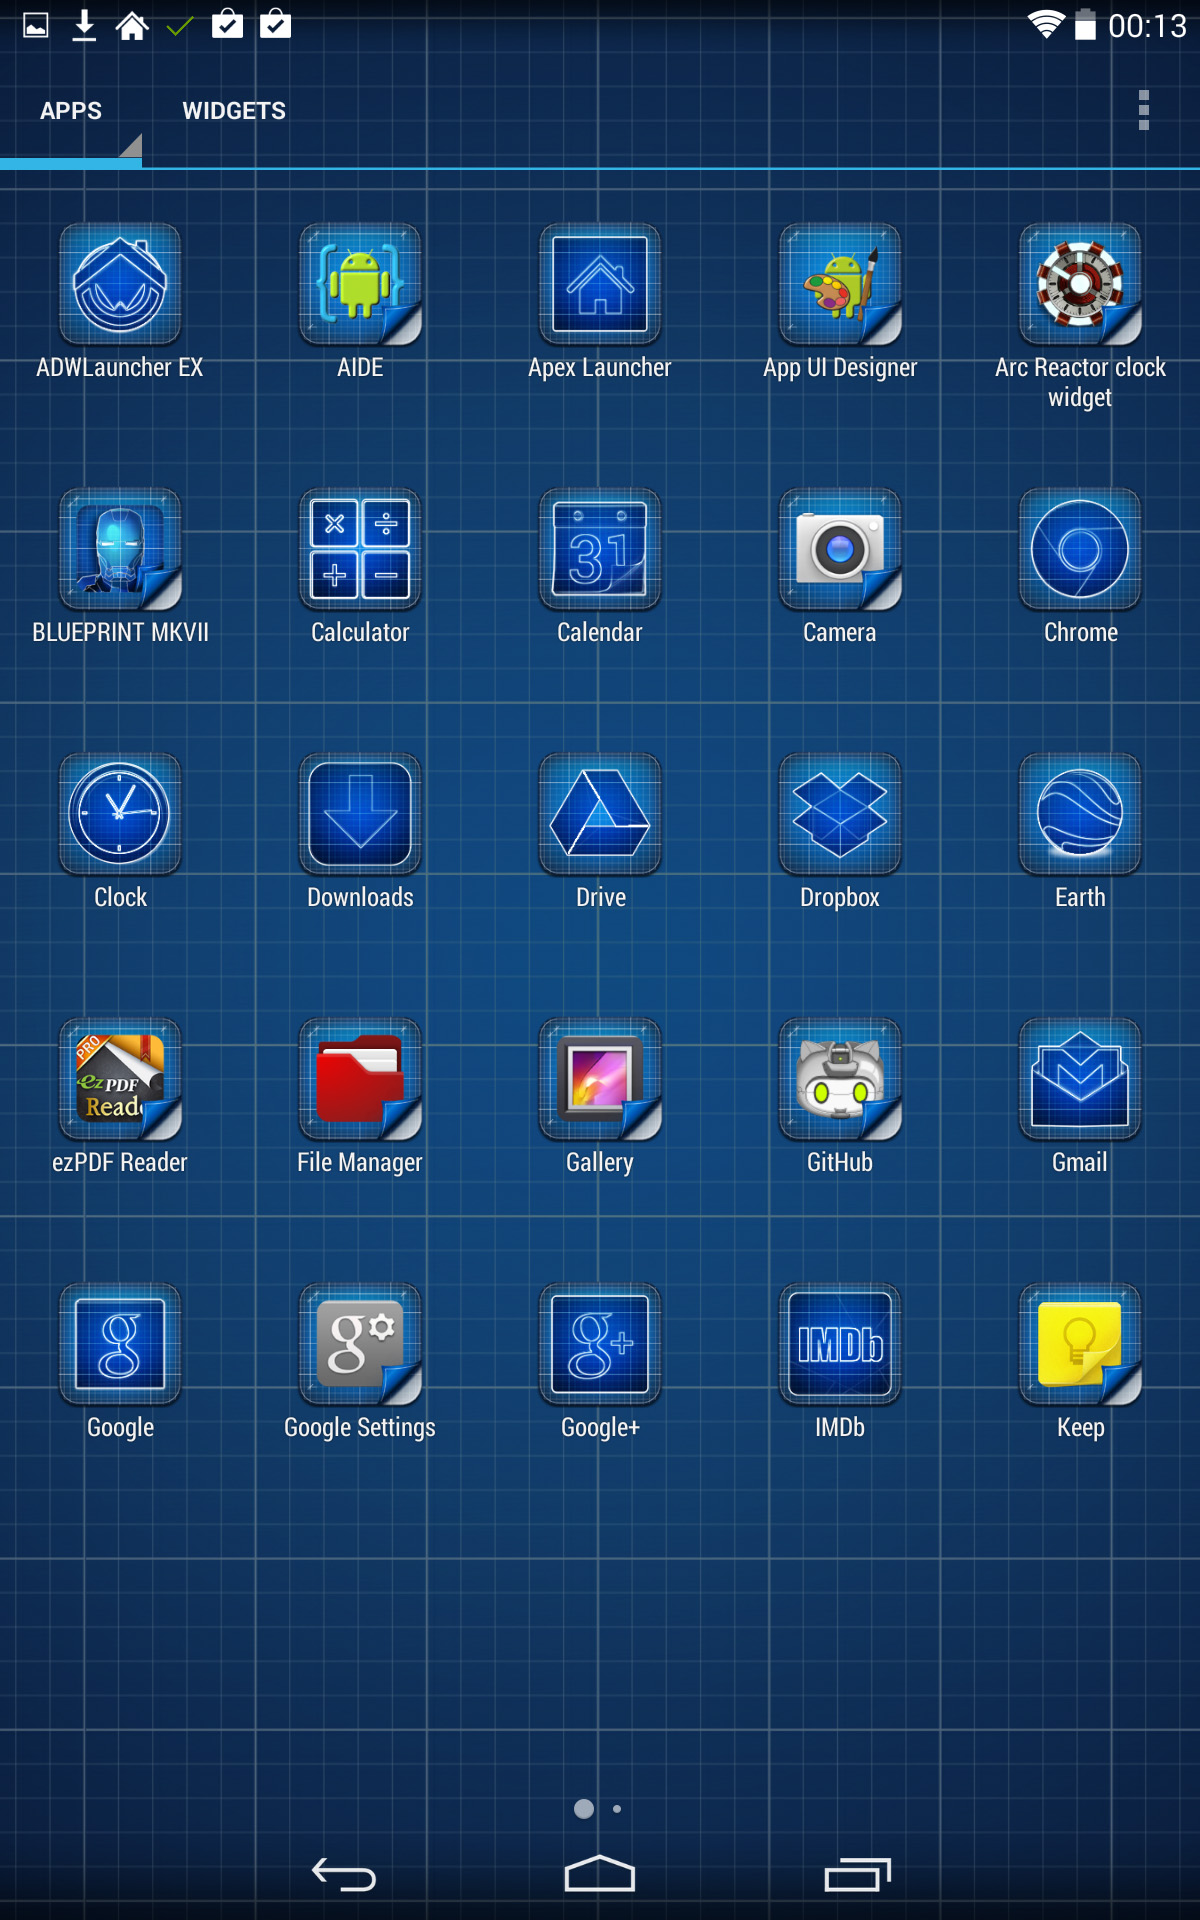 00:13
APPS WIDGETS
ADWLauncher EX AIDE Apex Launcher App UI Designer Arc Reactor clock
widget
31
BLUEPRINT MKVII Calculator Calendar Camera Chrome
Clock Downloads Drive Dropbox Earth
PRO
ezPDF
Read
ezPDF Reader File Manager Gallery GitHub Gmail
g g g+ IMDb
Google Google Settings Google+ IMDb Keep